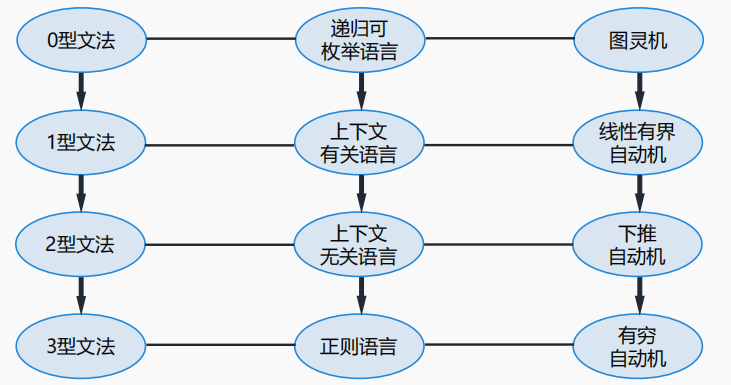 0型文法
递归可
枚举语言
图灵机
1型文法
上下文
有关语言
线性有界
自动机
2型文法
上下文
无关语言
下推
自动机
3型文法
正则语言
有穷
自动机